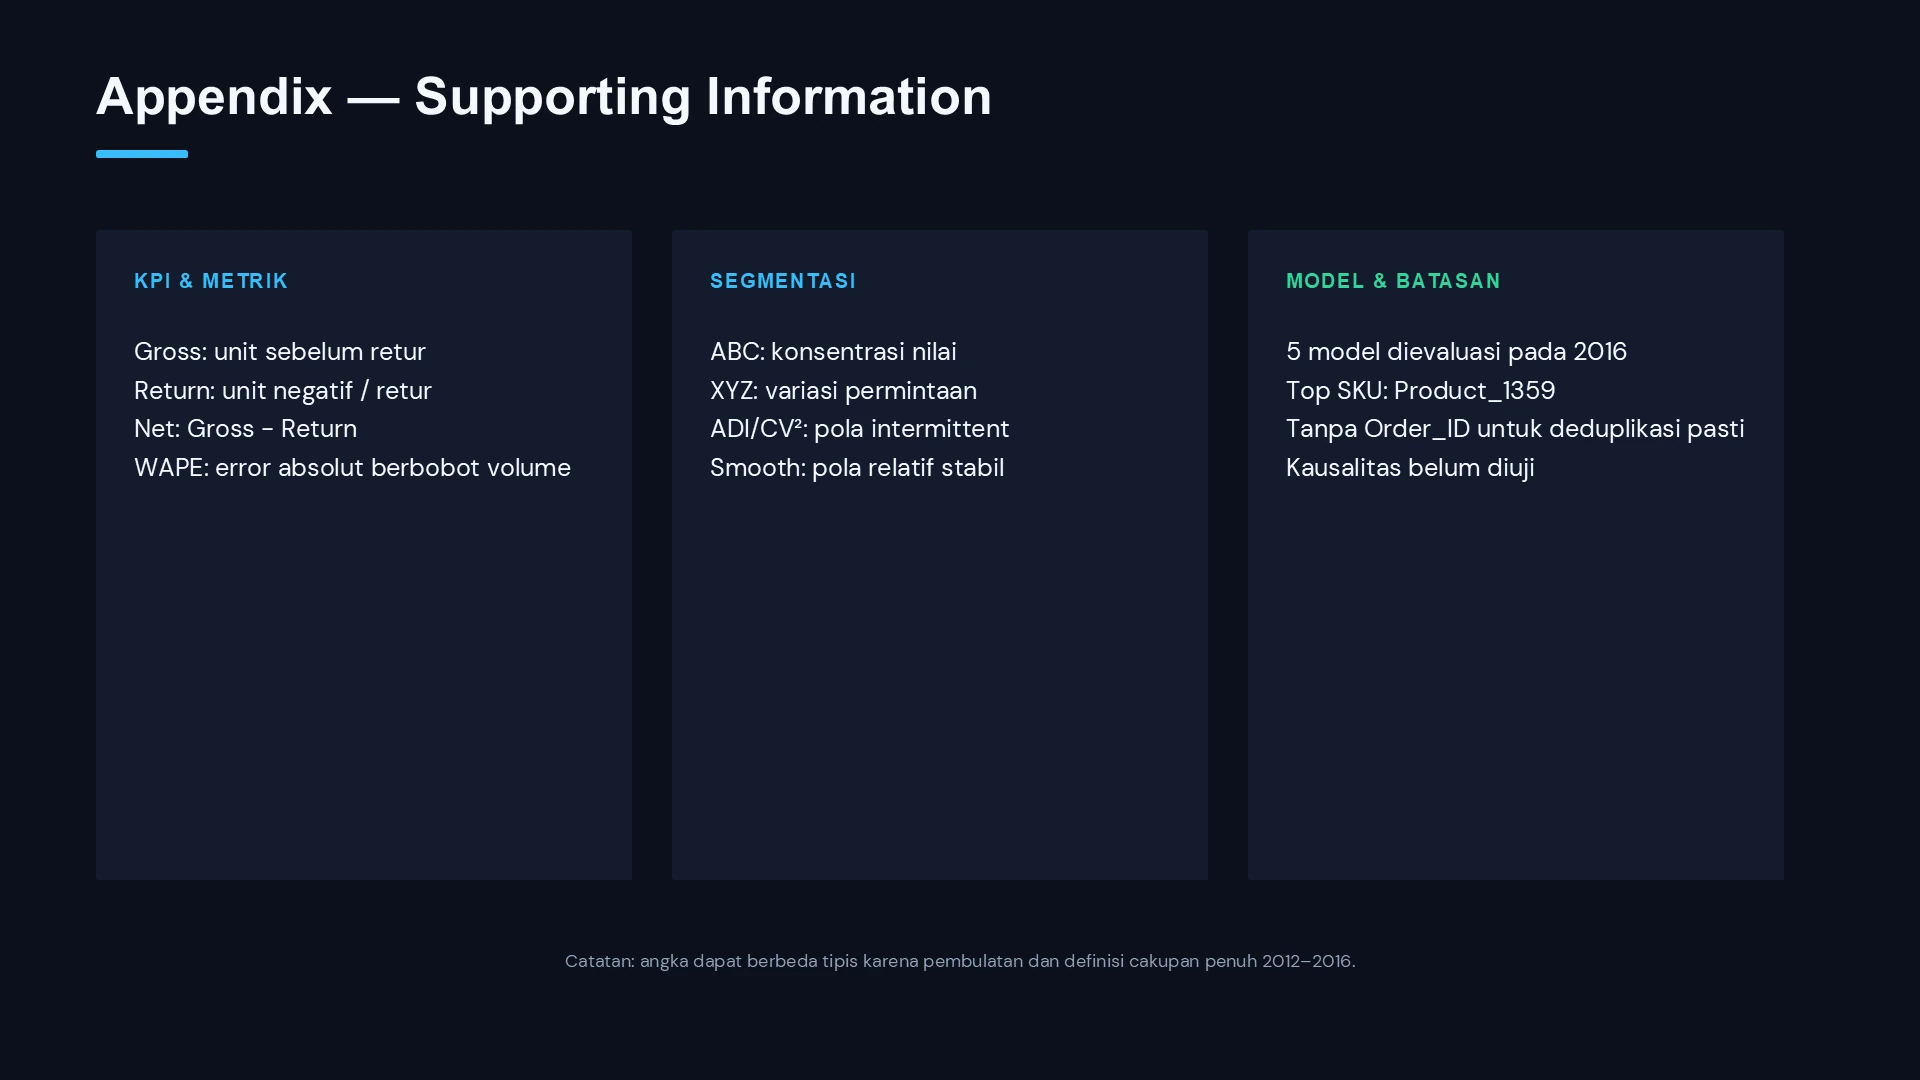 Appendix — Supporting Information
KPI & METRIK
Gross: unit sebelum retur
Return: unit negatif / retur
Net: Gross − Return
WAPE: error absolut berbobot volume
SEGMENTASI
ABC: konsentrasi nilai
XYZ: variasi permintaan
ADI/CV²: pola intermittent
Smooth: pola relatif stabil
MODEL & BATASAN
5 model dievaluasi pada 2016
Top SKU: Product_1359
Tanpa Order_ID untuk deduplikasi pasti
Kausalitas belum diuji
Catatan: angka dapat berbeda tipis karena pembulatan dan definisi cakupan penuh 2012–2016.